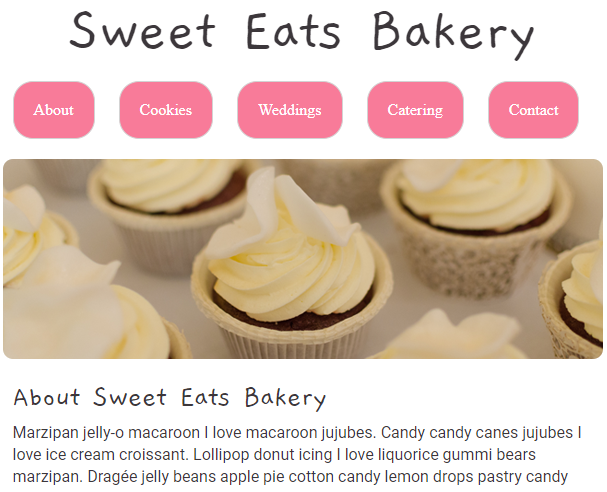 Sweet Eats Bakery
About Cookies Weddings Catering Contact
About Sweet Eats Bakery
Marzipan jelly-o macaroon I love macaroon jujubes. Candy candy canes jujubes I
love ice cream croissant. Lollipop donut icing I love liquorice gummi bears
marzipan. Dragée jelly beans apple pie cotton candy lemon drops pastry candy